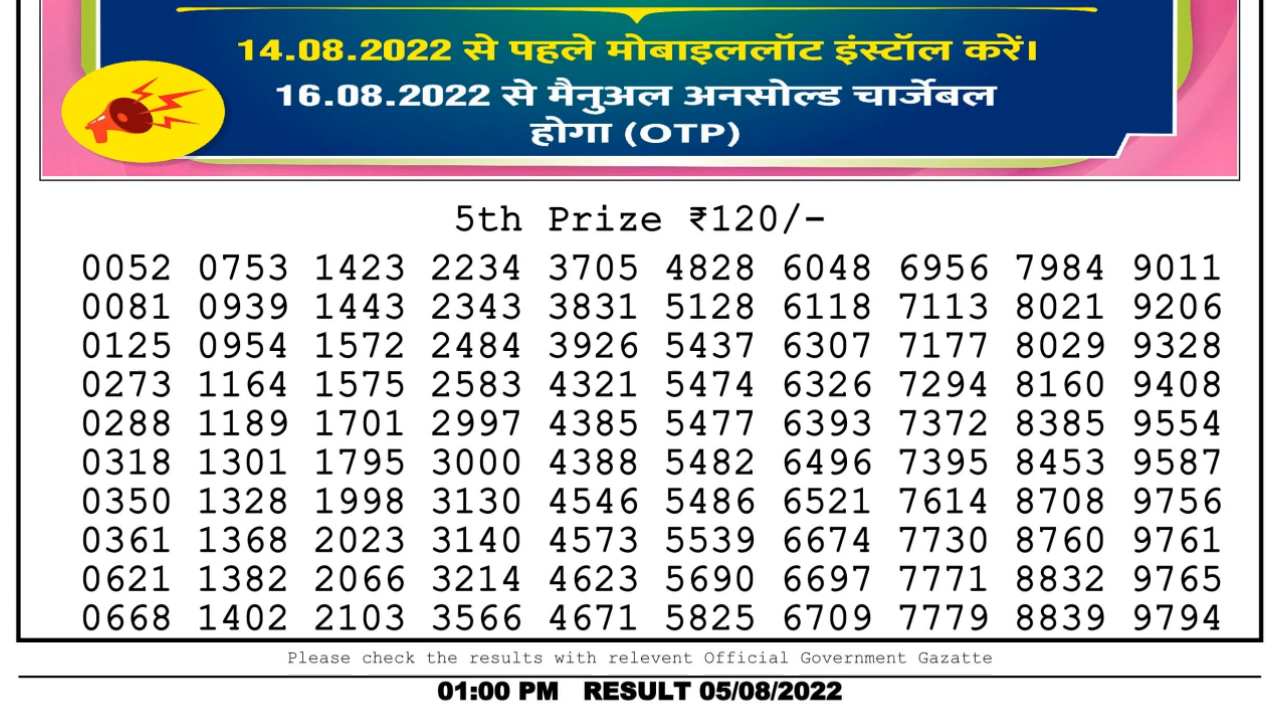 14.08.2022 से पहले मोबाइललॉट इंस्टॉल करें।
16.08.2022 से मैनुअल अनसोल्ड चार्जेबल
होगा (OTP)
5th Prize ₹120/-
0052 0753 1423 2234 3705 4828 6048 6956 7984 9011
0081 0939 1443 2343 3831 5128 6118 7113 8021 9206
0125 0954 1572 2484 3926 5437 6307 7177 8029 9328
0273 1164 1575 2583 4321 5474 6326 7294 8160 9408
0288 1189 1701 2997 4385 5477 6393 7372 8385 9554
0318 1301 1795 3000 4388 5482 6496 7395 8453 9587
0350 1328 1998 3130 4546 5486 6521 7614 8708 9756
0361 1368 2023 3140 4573 5539 6674 7730 8760 9761
0621 1382 2066 3214 4623 5690 6697 7771 8832 9765
0668 1402 2103 3566 4671 5825 6709 7779 8839 9794
Please check the results with relevent Official Government Gazatte
01:00 PM RESULT 05/08/2022